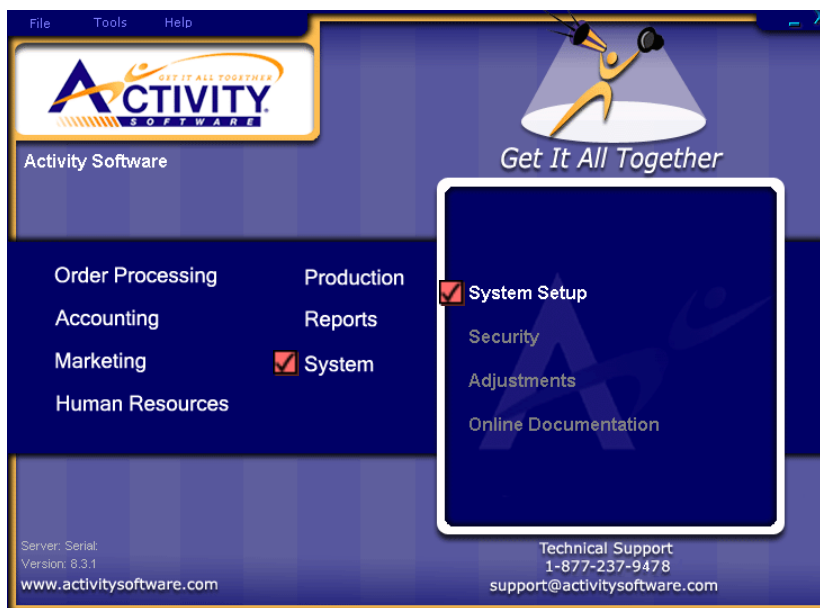 File Tools Help
GET IT ALL TOGETHER
ACTIVITY
SOFTWARE
Activity Software
Get It All Together
Order Processing
Accounting
Marketing
Human Resources
Production
Reports
System
System Setup
Security
Adjustments
Online Documentation
Server: Serial:
Version: 8.3.1
www.activitysoftware.com
Technical Support
1-877-237-9478
support@activitysoftware.com